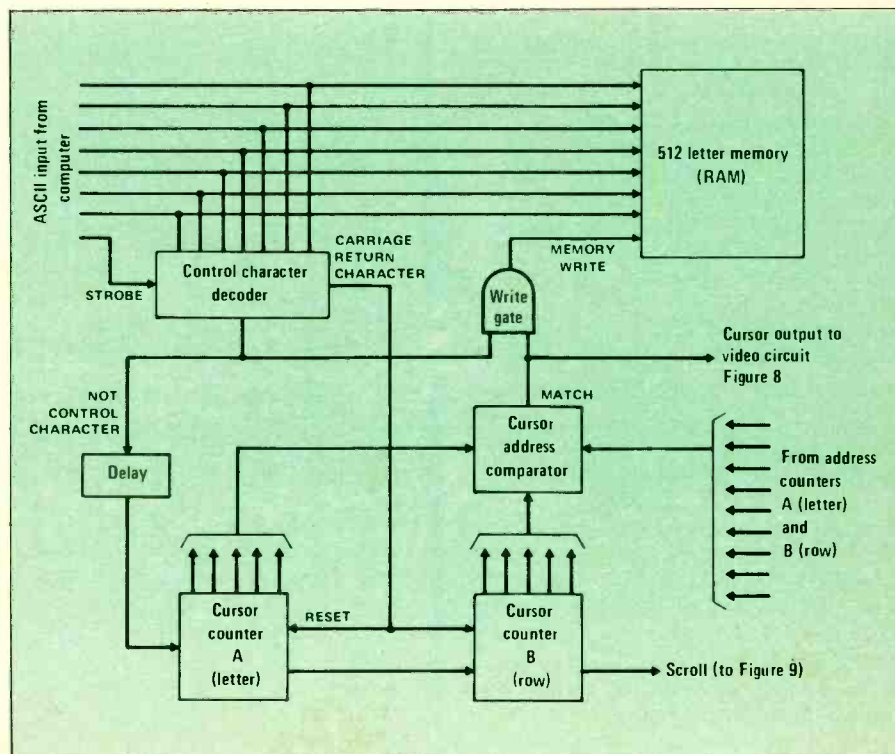 ASCII input from
computer
512 letter memory
(RAM)
CARRIAGE
RETURN
CHARACTER
MEMORY
WRITE
STROBE
Control character
decoder
Write
gate
Cursor output to
video circuit
Figure 8
NOT
CONTROL
CHARACTER
MATCH
Delay
Cursor
address
comparator
From address
counters
A (letter)
and
B (row)
Cursor
counter
A
(letter)
RESET
Cursor
counter
B
(row)
Scroll (to Figure 9)